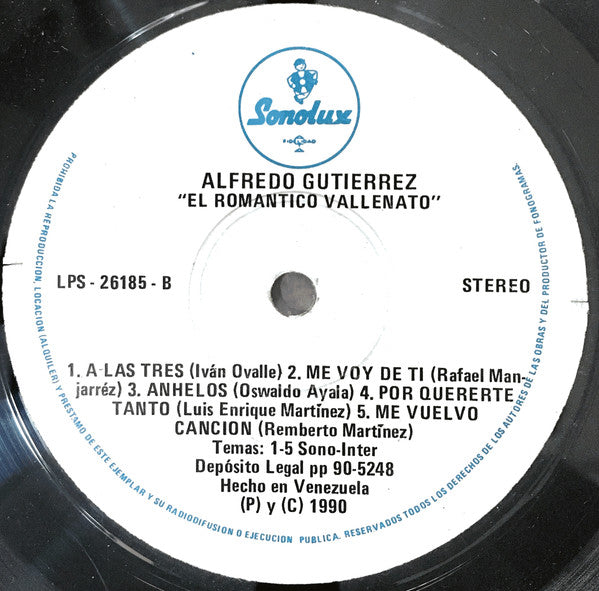 Sonolux
FIDELIDAD
ALFREDO GUTIERREZ
"EL ROMANTICO VALLENATO"
LPS - 26185 - B
STEREO
1. A-LAS TRES (Iván Ovalle) 2. ME VOY DE TI (Rafael Man-
jarréz) 3. ANHELOS (Oswaldo Ayala) 4. POR QUERERTE
TANTO (Luis Enrique Martínez) 5. ME VUELVO
CANCION (Remberto Martínez)
Temas: 1-5 Sono-Inter
Depósito Legal pp 90-5248
Hecho en Venezuela
(P) y (C) 1990
PROHIBIDA LA REPRODUCCION, LOCACION (ALQUILER) Y PRESTAMO DE ESTE EJEMPLAR Y SU RADIODIFUSION O EJECUCION PUBLICA. RESERVADOS TODOS LOS DERECHOS DE LOS AUTORES DE LAS OBRAS Y DEL PRODUCTOR DE FONOGRAMAS.